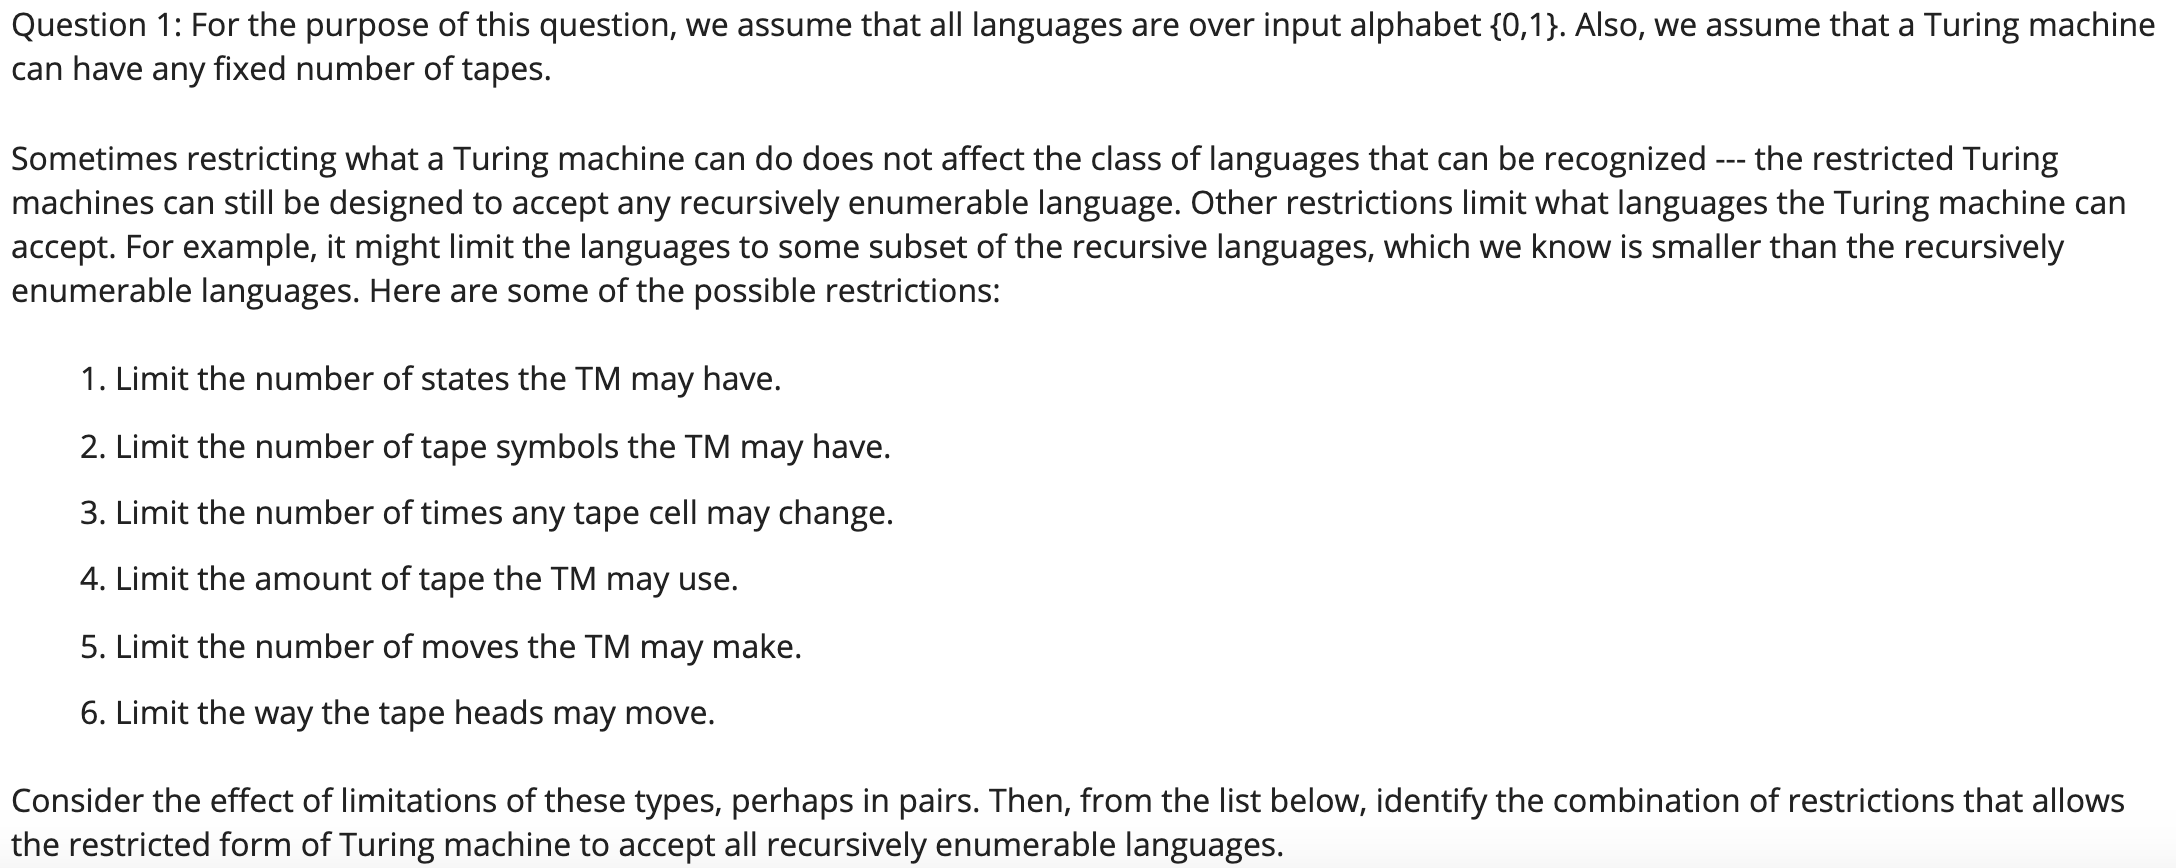 Question 1: For the purpose of this question, we assume that all languages are over input alphabet {0,1}. Also, we assume that a Turing machine
can have any fixed number of tapes.
Sometimes restricting what a Turing machine can do does not affect the class of languages that can be recognized --- the restricted Turing
machines can still be designed to accept any recursively enumerable language. Other restrictions limit what languages the Turing machine can
accept. For example, it might limit the languages to some subset of the recursive languages, which we know is smaller than the recursively
enumerable languages. Here are some of the possible restrictions:
1. Limit the number of states the TM may have.
2. Limit the number of tape symbols the TM may have.
3. Limit the number of times any tape cell may change.
4. Limit the amount of tape the TM may use.
5. Limit the number of moves the TM may make.
6. Limit the way the tape heads may move.
Consider the effect of limitations of these types, perhaps in pairs. Then, from the list below, identify the combination of restrictions that allows
the restricted form of Turing machine to accept all recursively enumerable languages.